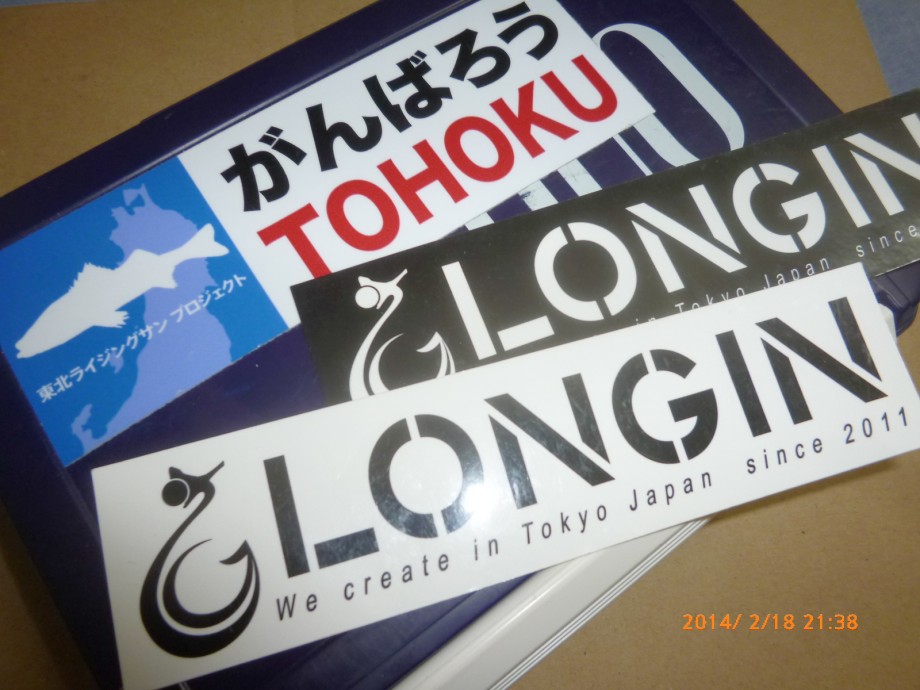 がんばろう
TOHOKU
東北ライジングサン プロジェクト
LONGIN
in Tokyo Japan since
LONGIN
We create in Tokyo Japan since 2011
2014/ 2/18 21:38